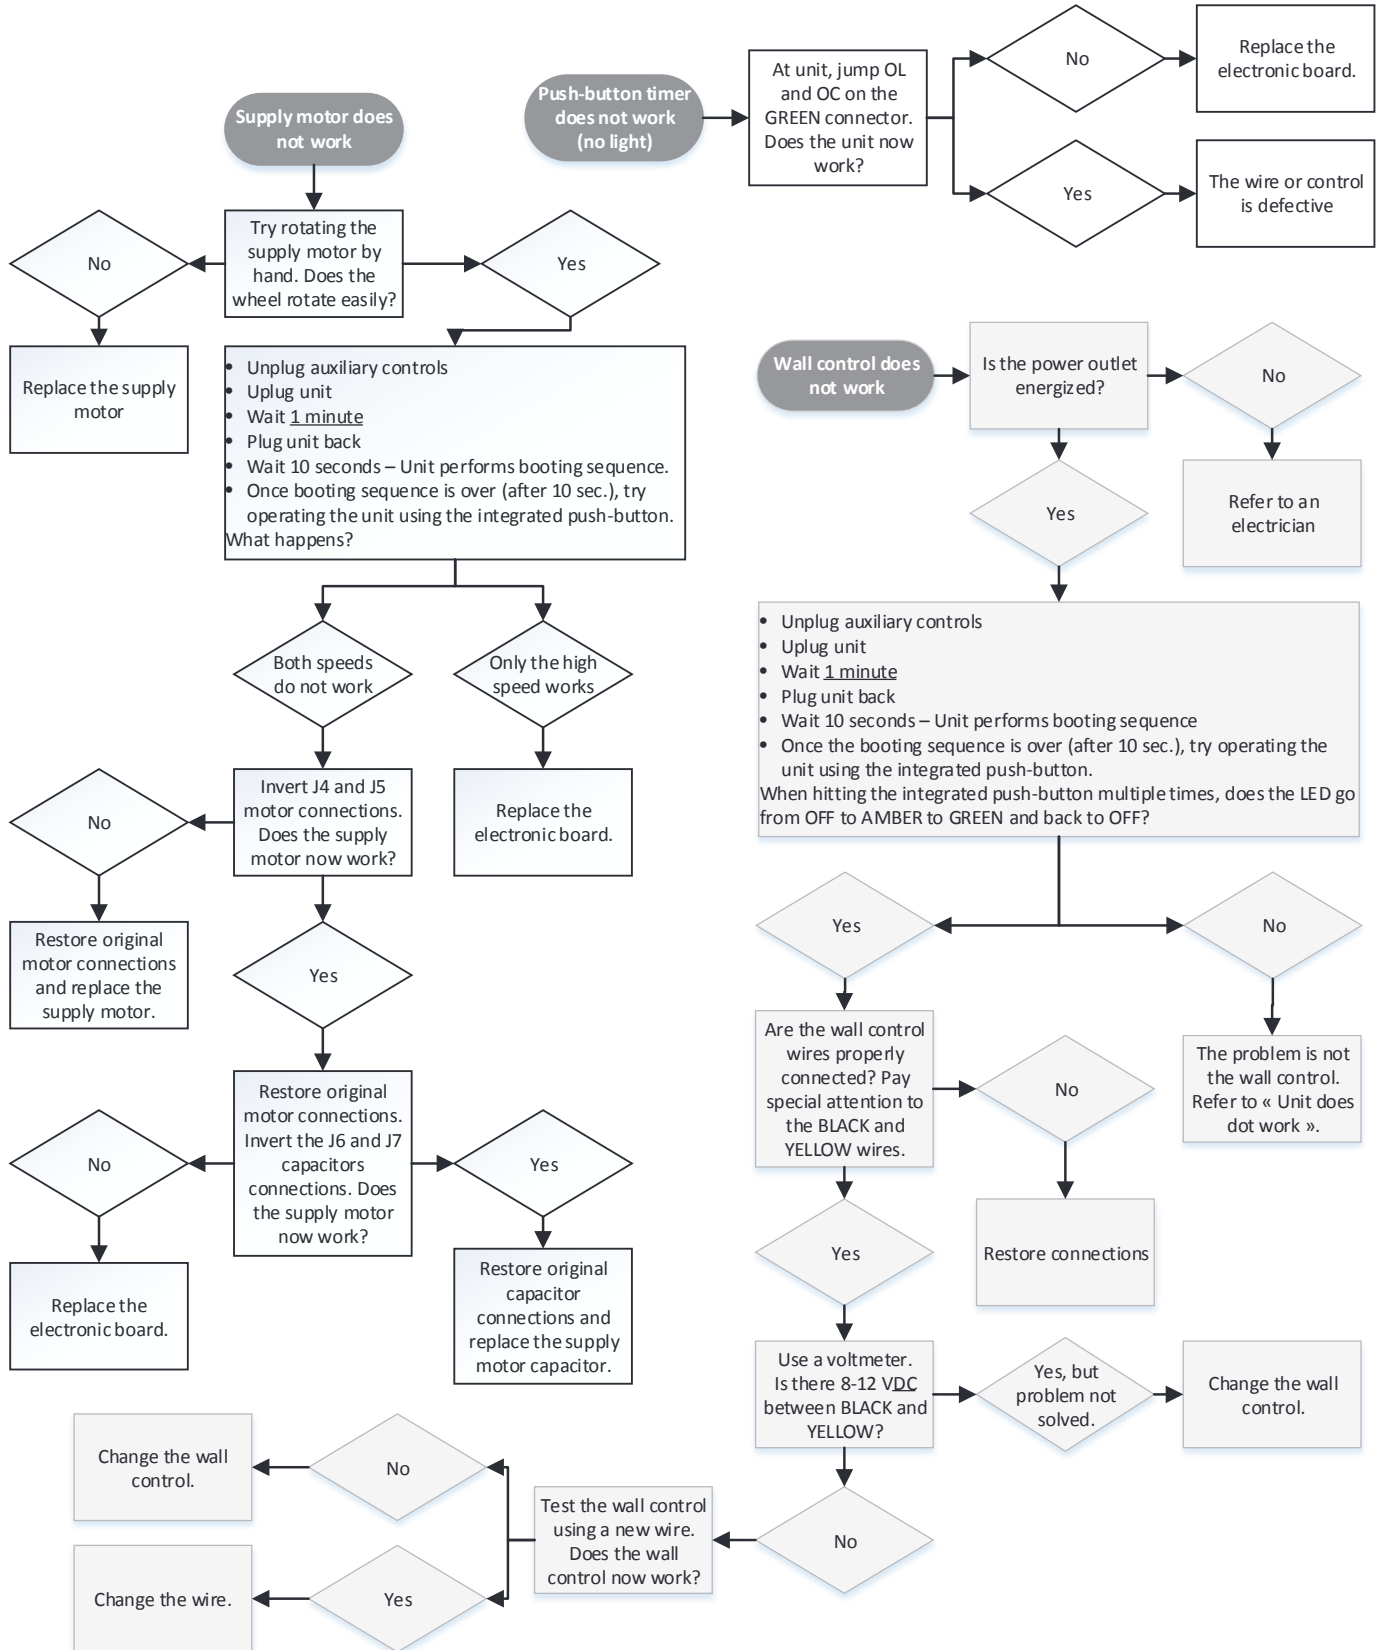 Supply motor does
not work
Try rotating the
supply motor by
hand. Does the
wheel rotate easily?
No
Yes
Replace the supply
motor
• Unplug auxiliary controls
• Uplug unit
• Wait 1 minute
• Plug unit back
• Wait 10 seconds – Unit performs booting sequence.
• Once booting sequence is over (after 10 sec.), try
operating the unit using the integrated push-button.
What happens?
Both speeds
do not work
Only the high
speed works
Invert J4 and J5
motor connections.
Does the supply
motor now work?
Replace the
electronic board.
No
Restore original
motor connections
and replace the
supply motor.
Yes
Restore original
motor connections.
Invert the J6 and J7
capacitors
connections. Does
the supply motor
now work?
No
Yes
Replace the
electronic board.
Restore original
capacitor
connections and
replace the supply
motor capacitor.
Push-button timer
does not work
(no light)
At unit, jump OL
and OC on the
GREEN connector.
Does the unit now
work?
No
Replace the
electronic board.
Yes
The wire or control
is defective
Wall control does
not work
Is the power outlet
energized?
No
Refer to an
electrician
Yes
• Unplug auxiliary controls
• Uplug unit
• Wait 1 minute
• Plug unit back
• Wait 10 seconds – Unit performs booting sequence
• Once the booting sequence is over (after 10 sec.), try operating the
unit using the integrated push-button.
When hitting the integrated push-button multiple times, does the LED go
from OFF to AMBER to GREEN and back to OFF?
Yes
No
Are the wall control
wires properly
connected? Pay
special attention to
the BLACK and
YELLOW wires.
The problem is not
the wall control.
Refer to « Unit does
dot work ».
No
Restore connections
Yes
Use a voltmeter.
Is there 8-12 VDC
between BLACK and
YELLOW?
Yes, but
problem not
solved.
Change the wall
control.
No
Test the wall control
using a new wire.
Does the wall
control now work?
No
Change the wall
control.
Yes
Change the wire.